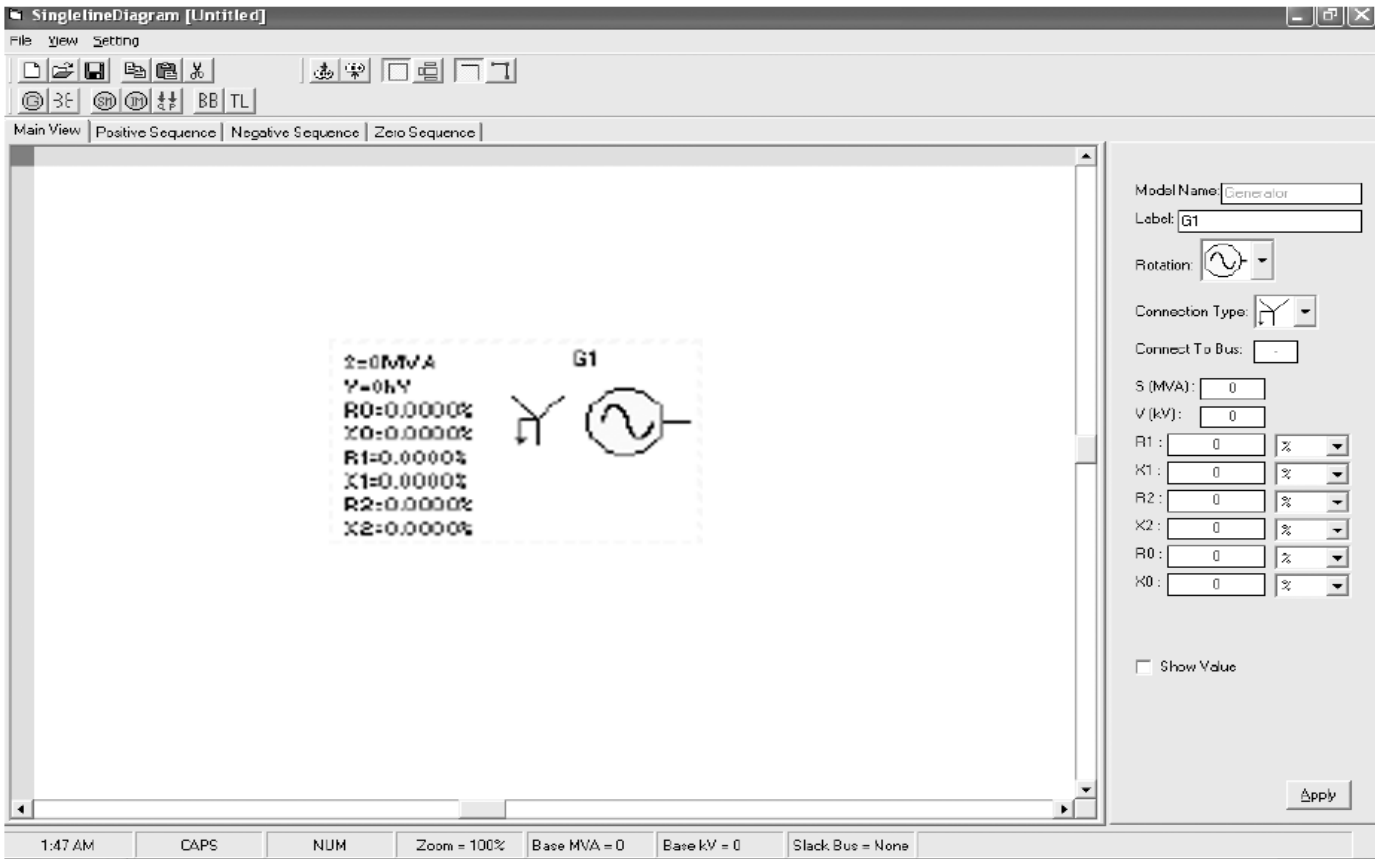 SinglelineDiagram [Untitled]
File View Setting
G SM IM BB TL
Main View Positive Sequence Negative Sequence Zero Sequence
Model Name: Generator
Label: G1
Rotation:
Connection Type:
Connect To Bus: -
S (MVA) : 0
V (kV) : 0
R1 : 0 %
X1 : 0 %
R2 : 0 %
X2 : 0 %
R0 : 0 %
X0 : 0 %
Show Value
Apply
G1
S=0MVA
V=0kV
R0=0.0000%
X0=0.0000%
R1=0.0000%
X1=0.0000%
R2=0.0000%
X2=0.0000%
1:47 AM CAPS NUM Zoom = 100% Base MVA = 0 Base kV = 0 Slack Bus = None